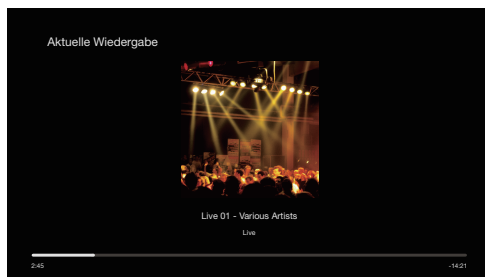 Aktuelle Wiedergabe
Live 01 - Various Artists
Live
2:45
-14:21